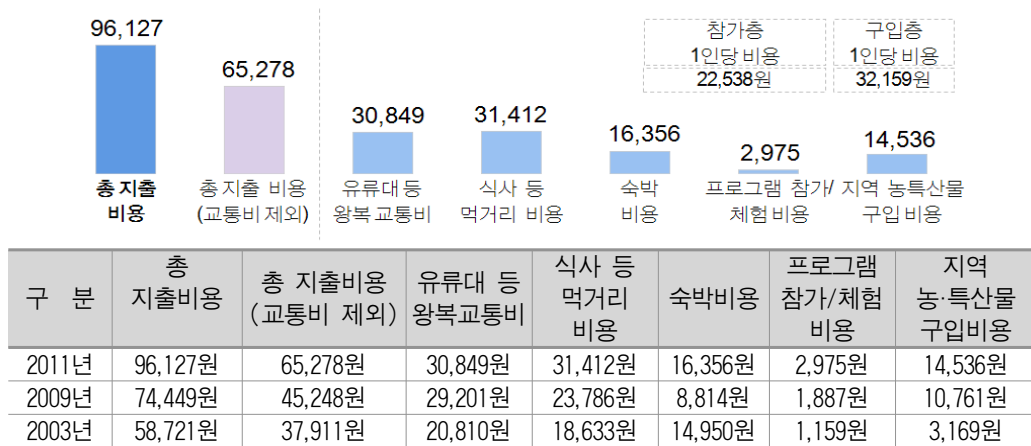 96,127
65,278
30,849
31,412
16,356
2,975
14,536
참가층
1인당 비용
22,538원
구입층
1인당 비용
32,159원
총 지출
비용
총 지출 비용
(교통비 제외)
유류대 등
왕복 교통비
식사 등
먹거리 비용
숙박
비용
프로그램 참가/
체험 비용
지역 농특산물
구입 비용
구 분
총
지출비용
총 지출비용
(교통비 제외)
유류대 등
왕복교통비
식사 등
먹거리
비용
숙박비용
프로그램
참가/체험
비용
지역
농·특산물
구입비용
2011년 96,127원 65,278원 30,849원 31,412원 16,356원 2,975원 14,536원
2009년 74,449원 45,248원 29,201원 23,786원 8,814원 1,887원 10,761원
2003년 58,721원 37,911원 20,810원 18,633원 14,950원 1,159원 3,169원